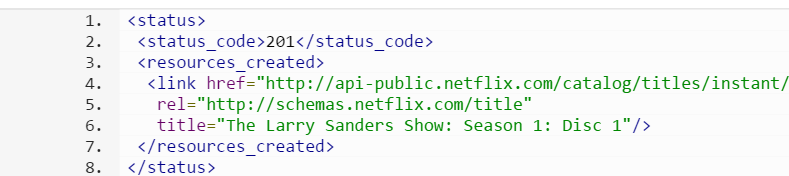 1. <status>
2. <status_code>201</status_code>
3. <resources_created>
4. <link href="http://api-public.netflix.com/catalog/titles/instant/
5. rel="http://schemas.netflix.com/title"
6. title="The Larry Sanders Show: Season 1: Disc 1"/>
7. </resources_created>
8. </status>